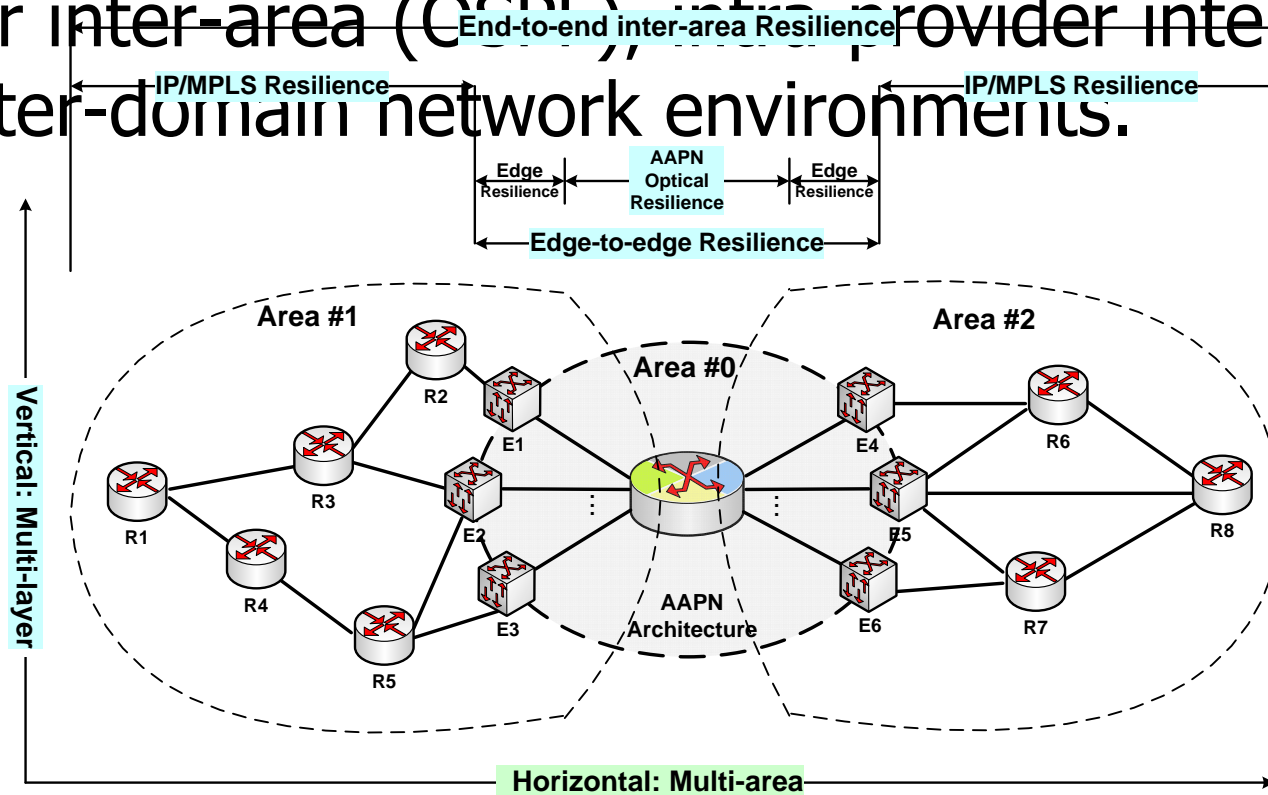 r inter-area (OSPF), intra-provider inte
End-to-end inter-area Resilience
IP/MPLS Resilience
IP/MPLS Resilience
ter-domain network environments.
Edge
Resilience
AAPN
Optical
Resilience
Edge
Resilience
Edge-to-edge Resilience
Area #1
Area #2
Area #0
R2
E1
E4
R6
R3
R1
E2
E5
R8
⋮
⋮
R4
E3
AAPN
Architecture
E6
R7
R5
Vertical: Multi-layer
Horizontal: Multi-area